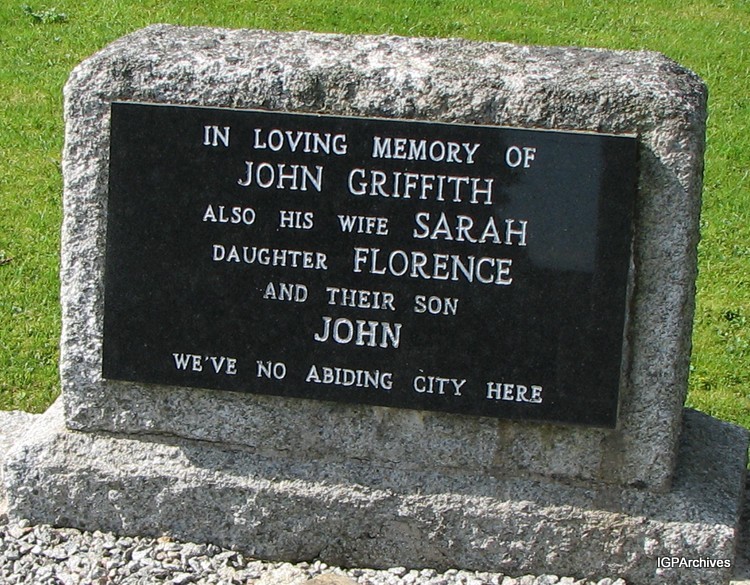 IN LOVING MEMORY OF
JOHN GRIFFITH
ALSO HIS WIFE SARAH
DAUGHTER FLORENCE
AND THEIR SON
JOHN
WE'VE NO ABIDING CITY HERE
IGPArchives